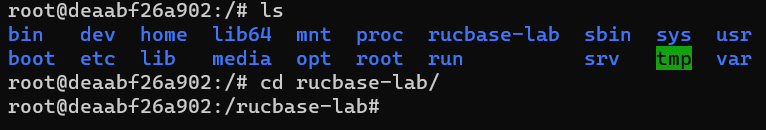 root@deaabf26a902:/# ls
bin   dev  home  lib64  mnt  proc  rucbase-lab  sbin  sys  usr
boot  etc  lib   media  opt  root  run          srv   tmp  var
root@deaabf26a902:/# cd rucbase-lab/
root@deaabf26a902:/rucbase-lab#